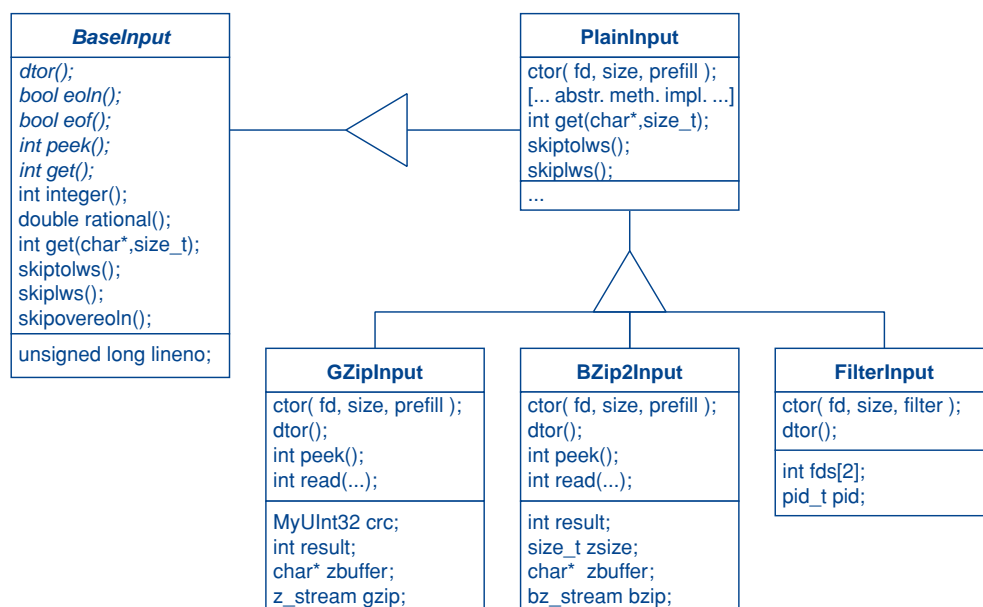 BaseInput
dtor();
bool eoln();
bool eof();
int peek();
int get();
int integer();
double rational();
int get(char*,size_t);
skiptolws();
skiplws();
skipovereoln();
unsigned long lineno;
PlainInput
ctor( fd, size, prefill );
[... abstr. meth. impl. ...]
int get(char*,size_t);
skiptolws();
skiplws();
...
GZipInput
ctor( fd, size, prefill );
dtor();
int peek();
int read(...);
MyUInt32 crc;
int result;
char* zbuffer;
z_stream gzip;
BZip2Input
ctor( fd, size, prefill );
dtor();
int peek();
int read(...);
int result;
size_t zsize;
char* zbuffer;
bz_stream bzip;
FilterInput
ctor( fd, size, filter );
dtor();
int fds[2];
pid_t pid;